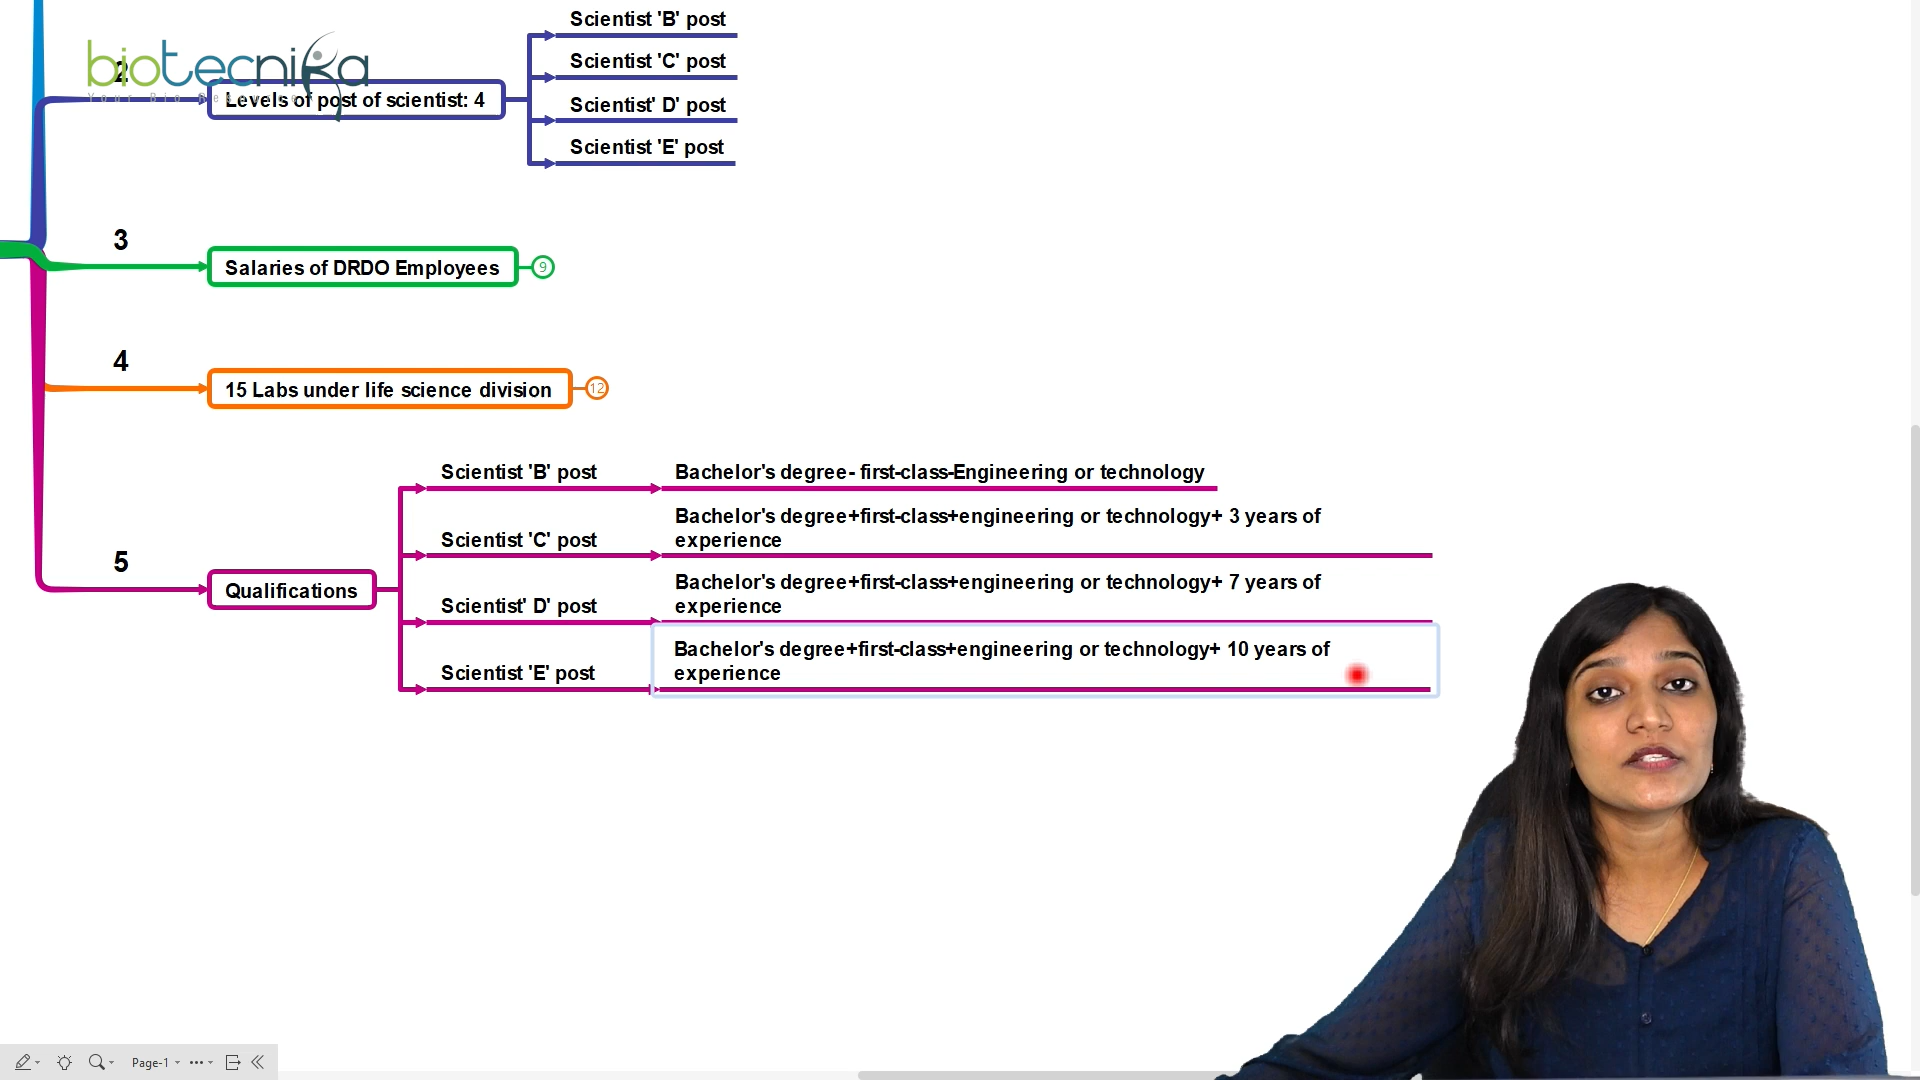 Scientist 'B' post
biotecnika
2
Scientist 'C' post
Levels of post of scientist: 4
Scientist' D' post
Scientist 'E' post
3
Salaries of DRDO Employees
9
4
15 Labs under life science division
12
5
Qualifications
Scientist 'B' post
Bachelor's degree- first-class-Engineering or technology
Scientist 'C' post
Bachelor's degree+first-class+engineering or technology+ 3 years of
experience
Scientist' D' post
Bachelor's degree+first-class+engineering or technology+ 7 years of
experience
Scientist 'E' post
Bachelor's degree+first-class+engineering or technology+ 10 years of
experience
Page-1